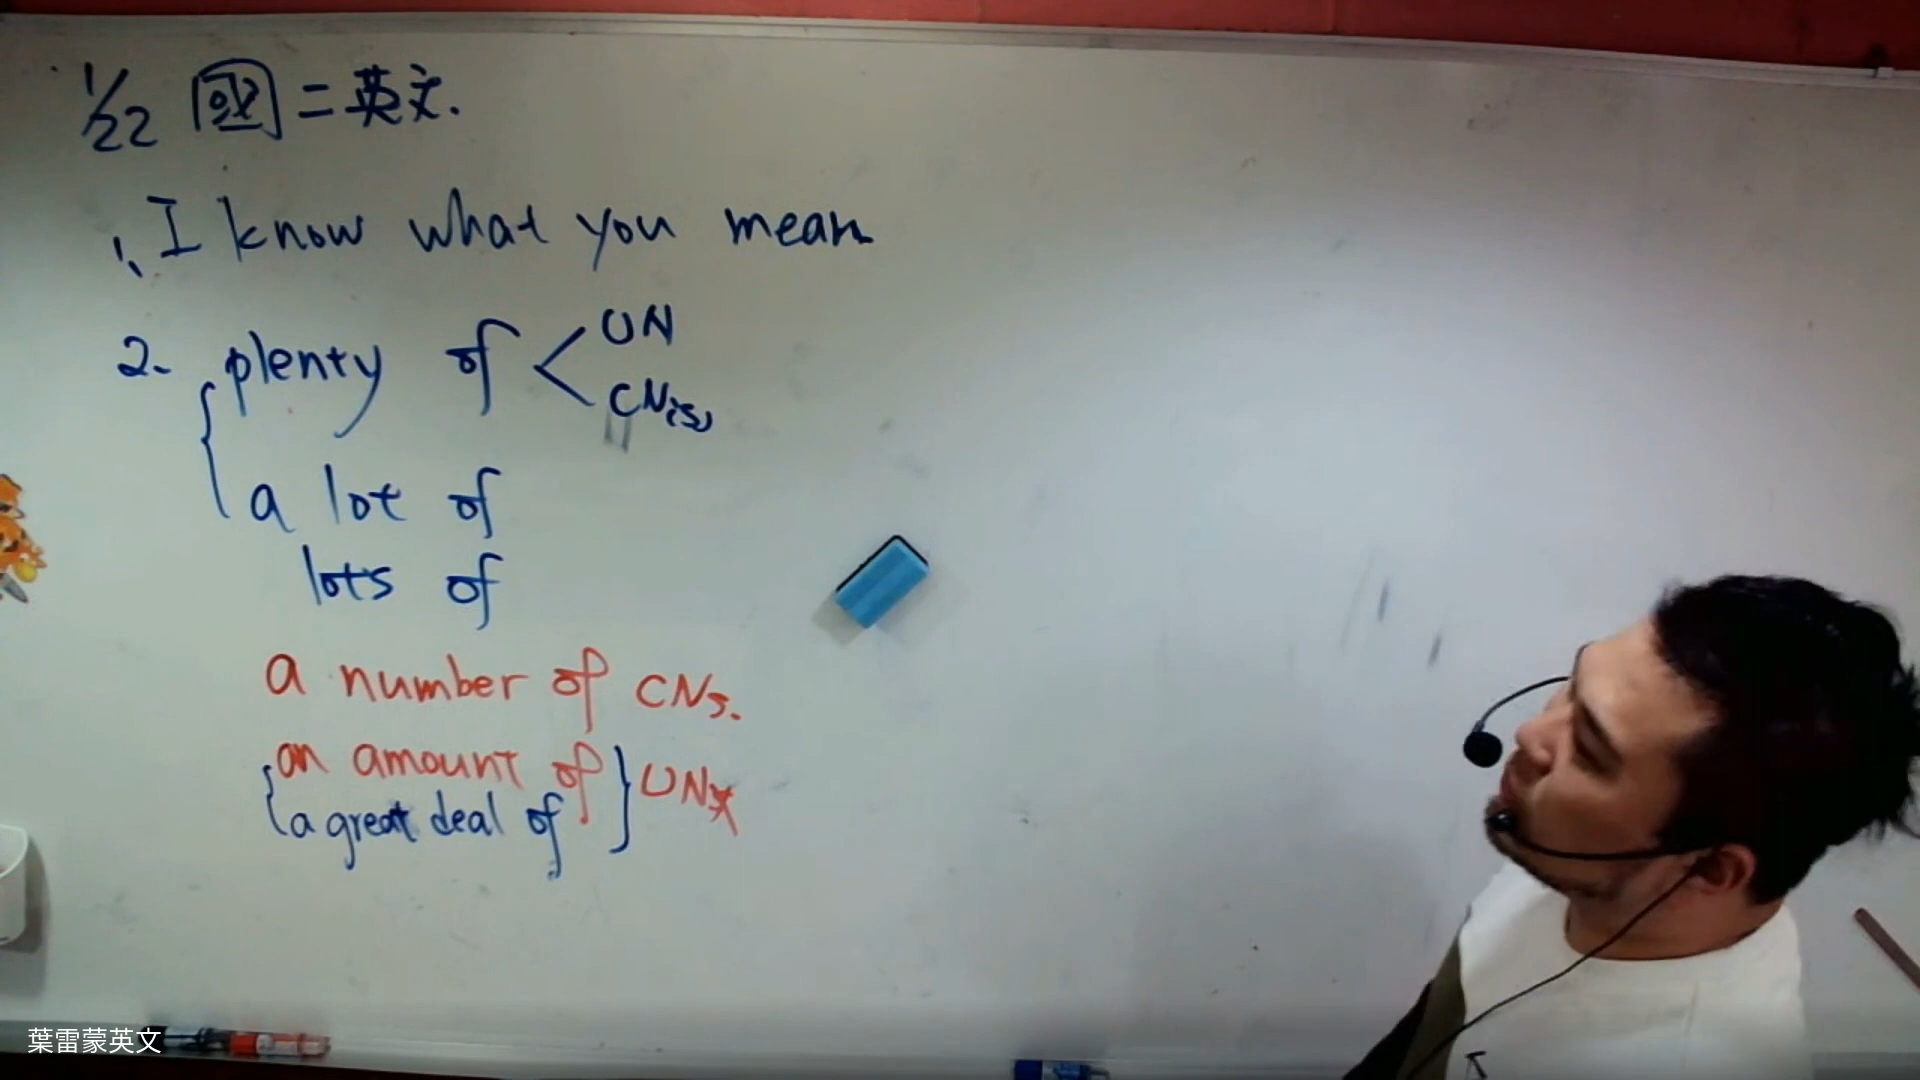 1/22 國二英文.
1、I know what you mean
2. plenty of < UN
CN(s)
a lot of
lots of
a number of CNs.
an amount of } UN
{ a great deal of
葉雷蒙英文